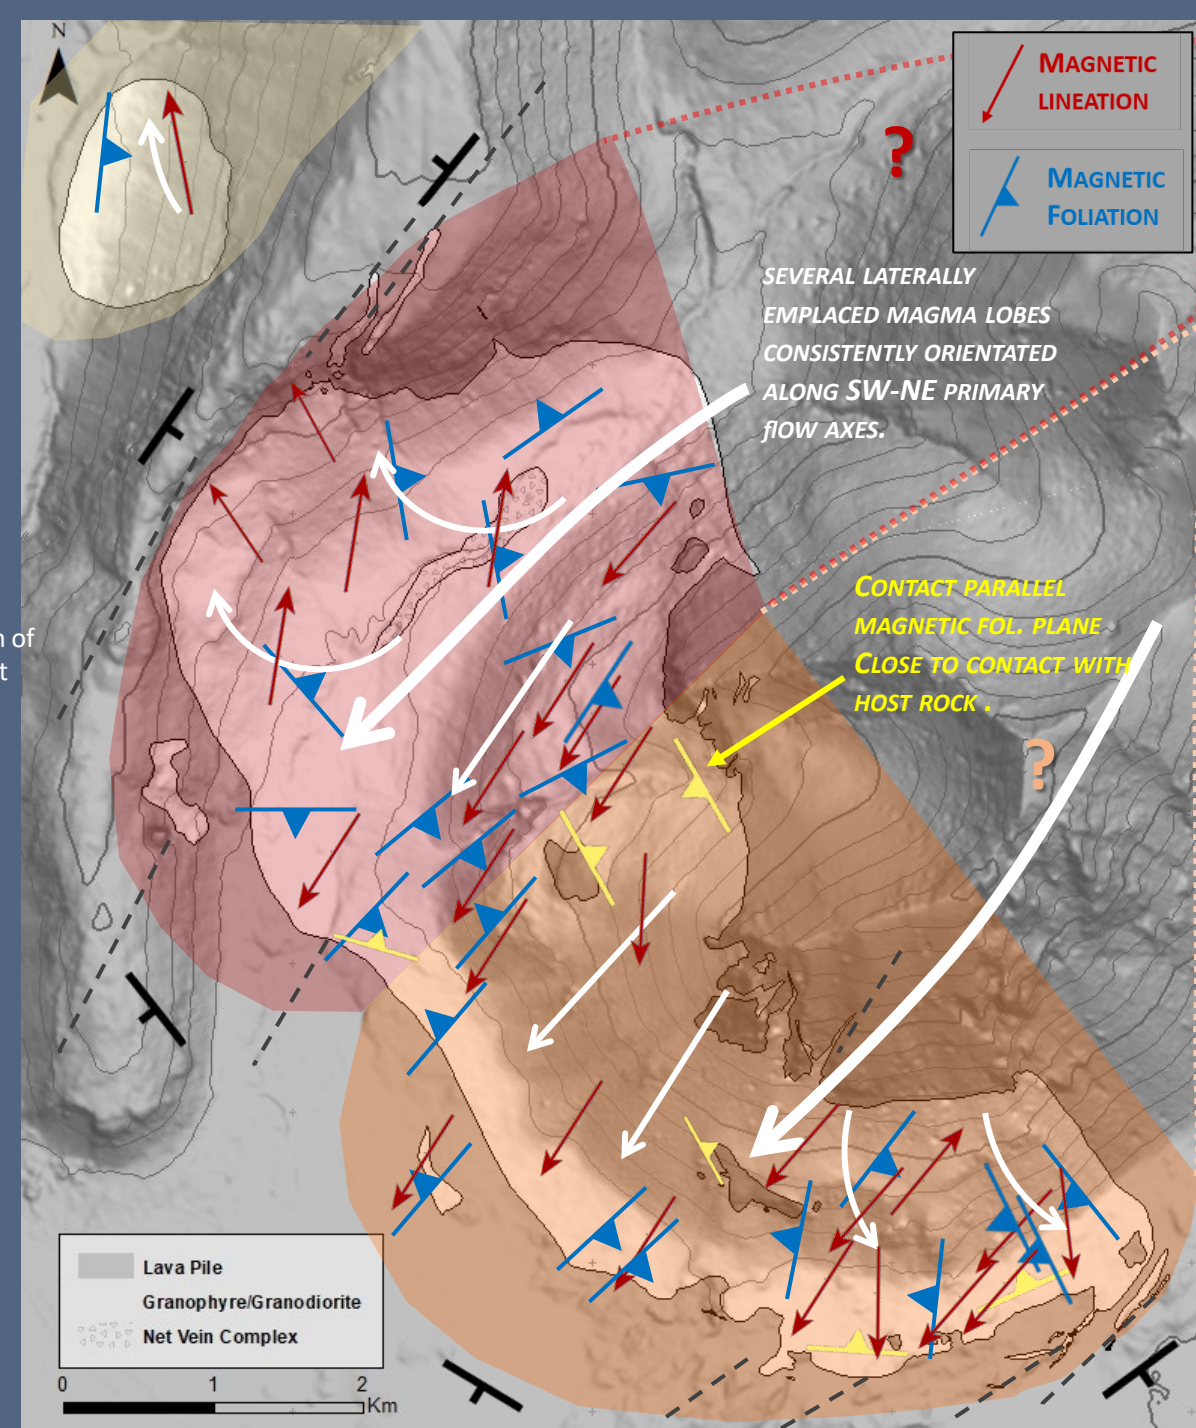 N
MAGNETIC
LINEATION
MAGNETIC
FOLIATION
?
SEVERAL LATERALLY
EMPLACED MAGMA LOBES
CONSISTENTLY ORIENTATED
ALONG SW-NE PRIMARY
flOW AXES.
CONTACT PARALLEL
MAGNETIC FOL. PLANE
CLOSE TO CONTACT WITH
HOST ROCK .
of
?
Lava Pile
Granophyre/Granodiorite
Net Vein Complex
0 1 2
Km